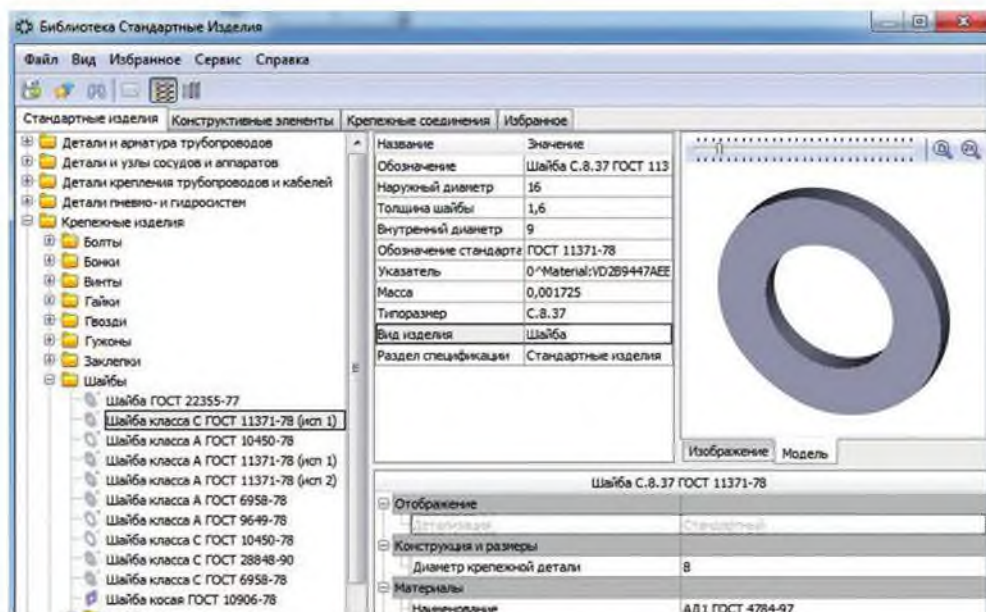 Библиотека Стандартные Изделия
Файл Вид Избранное Сервис Справка
Стандартные изделия Конструктивные элементы Крепежные соединения Избранное
Детали и арматура трубопроводов
Детали и узлы сосудов и аппаратов
Детали крепления трубопроводов и кабелей
Детали пневмо- и гидросистем
Крепежные изделия
Болты
Бонки
Винты
Гайки
Гвозди
Гужоны
Заклепки
Шайбы
Шайба ГОСТ 22355-77
Шайба класса С ГОСТ 11371-78 (исп 1)
Шайба класса А ГОСТ 10450-78
Шайба класса А ГОСТ 11371-78 (исп 1)
Шайба класса А ГОСТ 11371-78 (исп 2)
Шайба класса А ГОСТ 6958-78
Шайба класса А ГОСТ 9649-78
Шайба класса С ГОСТ 10450-78
Шайба класса С ГОСТ 28848-90
Шайба класса С ГОСТ 6958-78
Шайба косая ГОСТ 10906-78
Название Значение
Обозначение Шайба С.8.37 ГОСТ 113
Наружный диаметр 16
Толщина шайбы 1,6
Внутренний диаметр 9
Обозначение стандарта ГОСТ 11371-78
Указатель 0^Material:VD2B9447AEE
Масса 0,001725
Типоразмер С.8.37
Вид изделия Шайба
Раздел спецификации Стандартные изделия
Изображение Модель
Шайба С.8.37 ГОСТ 11371-78
Отображение
Детализация Стандартный
Конструкция и размеры
Диаметр крепежной детали 8
Материалы
Наименование АД1 ГОСТ 4784-97